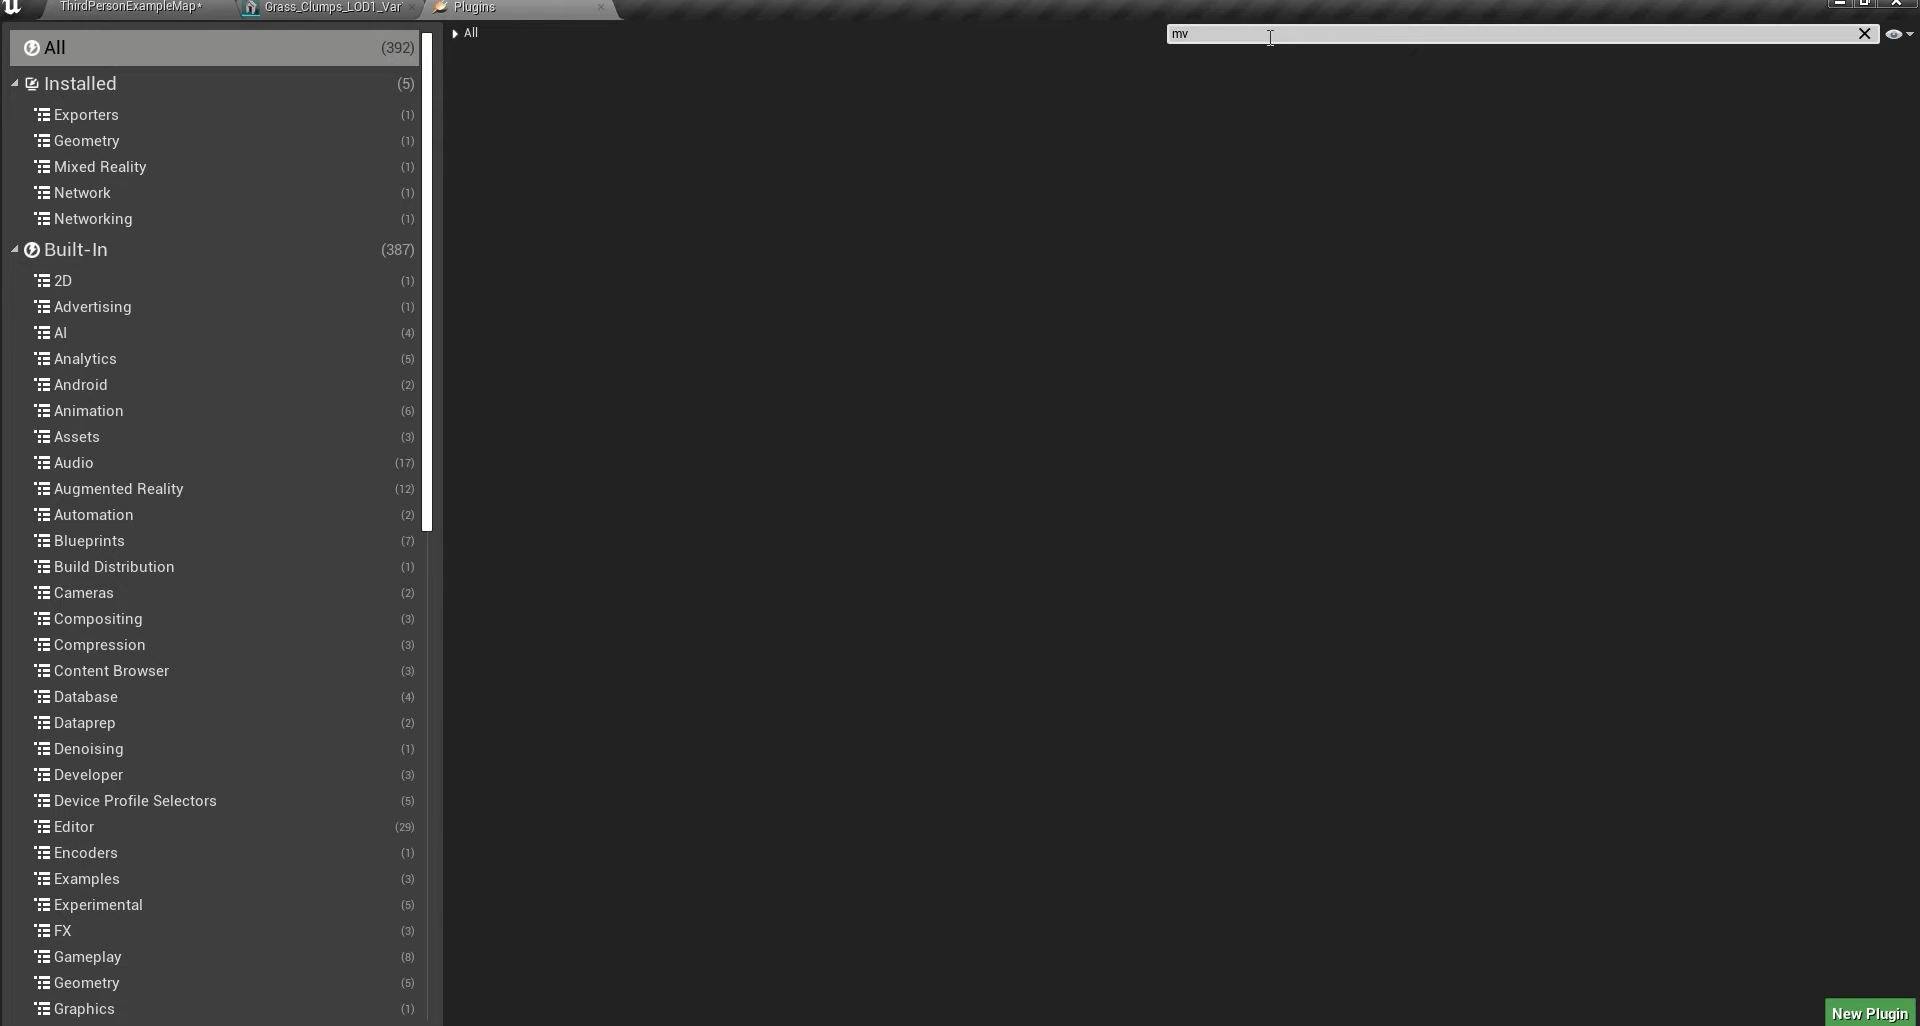 ThirdPersonExampleMap*
Grass_Clumps_LOD1_Var
Plugins
All (392)
Installed (5)
Exporters (1)
Geometry (1)
Mixed Reality (1)
Network (1)
Networking (1)
Built-In (387)
2D (1)
Advertising (1)
AI (4)
Analytics (5)
Android (2)
Animation (6)
Assets (3)
Audio (17)
Augmented Reality (12)
Automation (2)
Blueprints (7)
Build Distribution (1)
Cameras (2)
Compositing (3)
Compression (3)
Content Browser (3)
Database (4)
Dataprep (2)
Denoising (1)
Developer (3)
Device Profile Selectors (5)
Editor (29)
Encoders (1)
Examples (3)
Experimental (5)
FX (3)
Gameplay (8)
Geometry (5)
Graphics (1)
All
mv
New Plugin